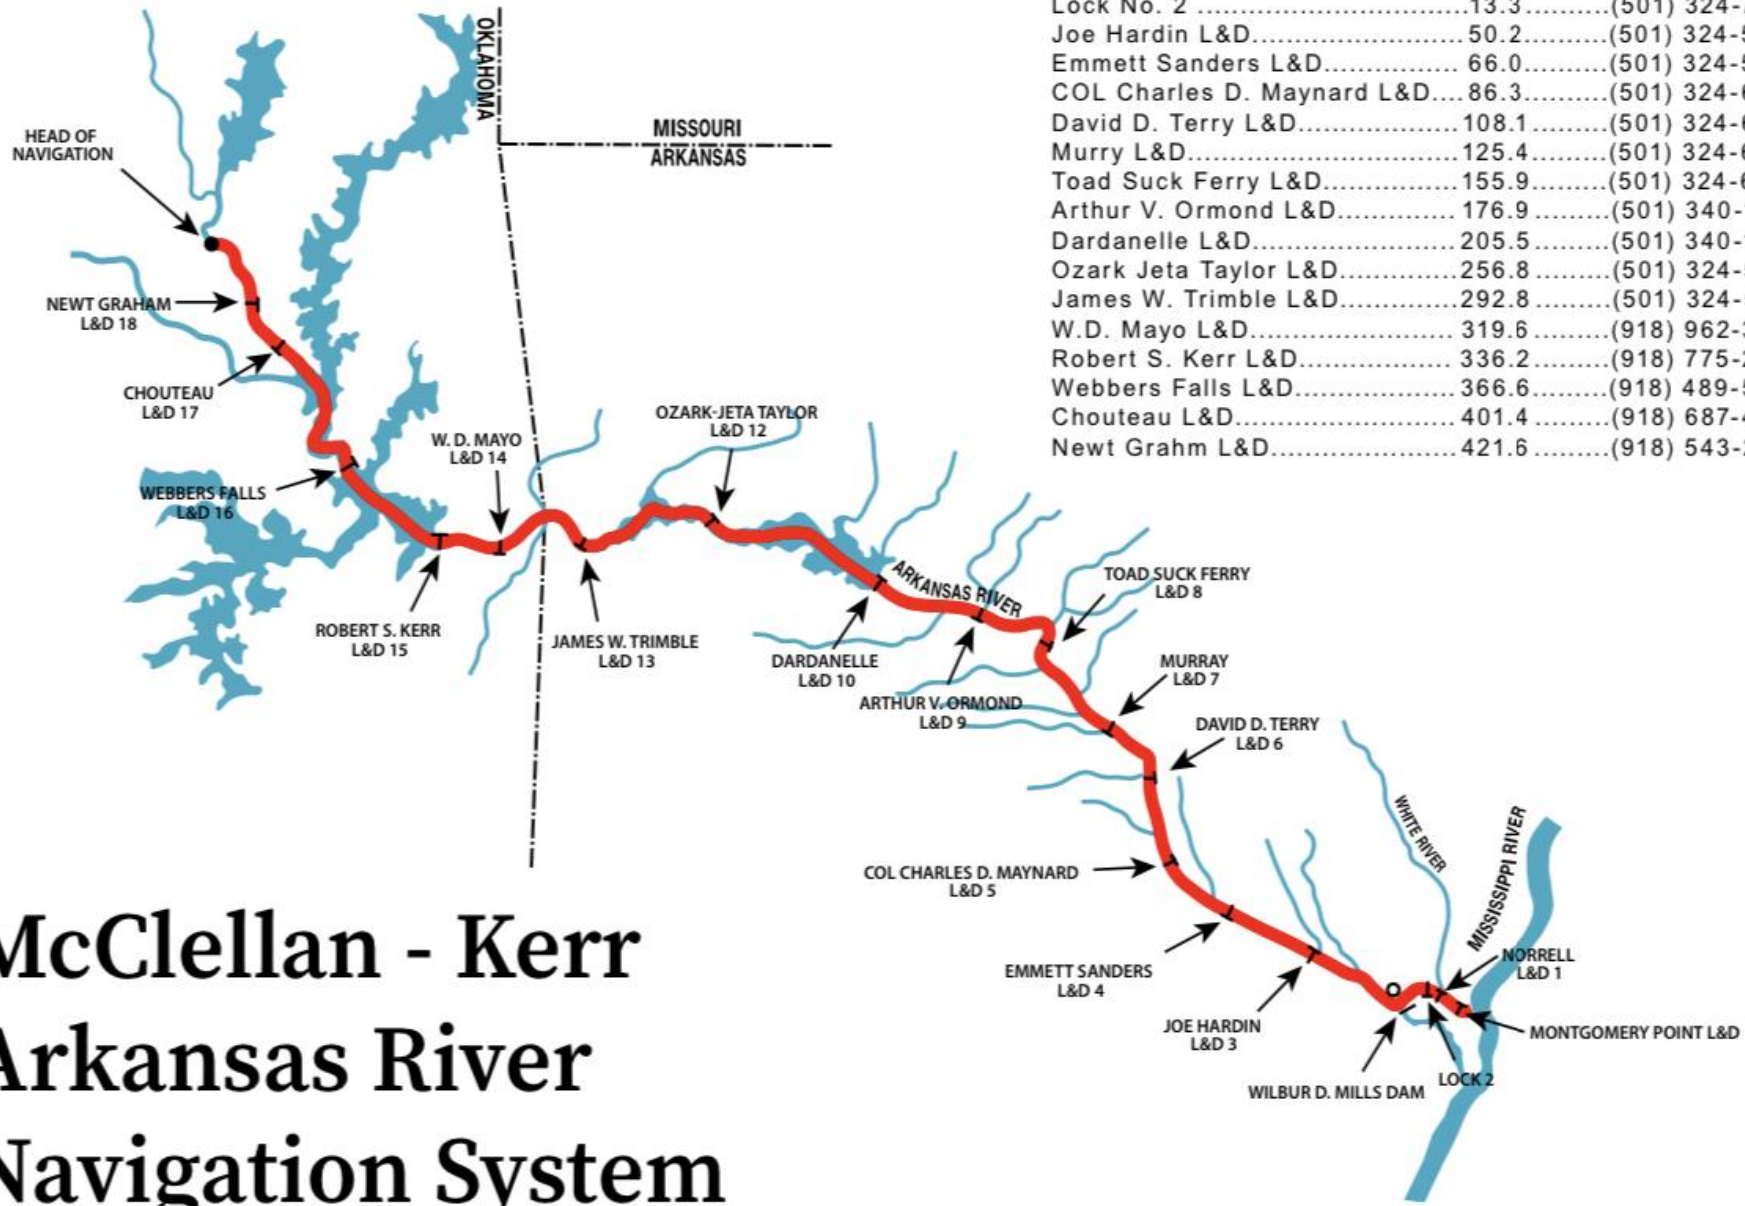 Lock No. 2 ...............................13.3..........(501) 324-
Joe Hardin L&D........................50.2..........(501) 324-5
Emmett Sanders L&D............... 66.0..........(501) 324-5
COL Charles D. Maynard L&D....86.3..........(501) 324-6
David D. Terry L&D..................108.1.........(501) 324-6
Murry L&D...............................125.4.........(501) 324-6
Toad Suck Ferry L&D...............155.9.........(501) 324-6
Arthur V. Ormond L&D.............176.9.........(501) 340-
Dardanelle L&D.......................205.5.........(501) 340-
Ozark Jeta Taylor L&D.............256.8.........(501) 324-
James W. Trimble L&D.............292.8.........(501) 324-
W.D. Mayo L&D....................... 319.6.........(918) 962-3
Robert S. Kerr L&D.................. 336.2.........(918) 775-2
Webbers Falls L&D.................. 366.6.........(918) 489-5
Chouteau L&D.........................401.4.........(918) 687-4
Newt Grahm L&D.....................421.6.........(918) 543-2
OKLAHOMA
MISSOURI
ARKANSAS
HEAD OF
NAVIGATION
NEWT GRAHAM
L&D 18
CHOUTEAU
L&D 17
WEBBERS FALLS
L&D 16
ROBERT S. KERR
L&D 15
W. D. MAYO
L&D 14
JAMES W. TRIMBLE
L&D 13
OZARK-JETA TAYLOR
L&D 12
ARKANSAS RIVER
DARDANELLE
L&D 10
ARTHUR V. ORMOND
L&D 9
TOAD SUCK FERRY
L&D 8
MURRAY
L&D 7
DAVID D. TERRY
L&D 6
COL CHARLES D. MAYNARD
L&D 5
EMMETT SANDERS
L&D 4
JOE HARDIN
L&D 3
WHITE RIVER
MISSISSIPPI RIVER
NORRELL
L&D 1
MONTGOMERY POINT L&D
LOCK 2
WILBUR D. MILLS DAM
McClellan - Kerr
Arkansas River
Navigation System